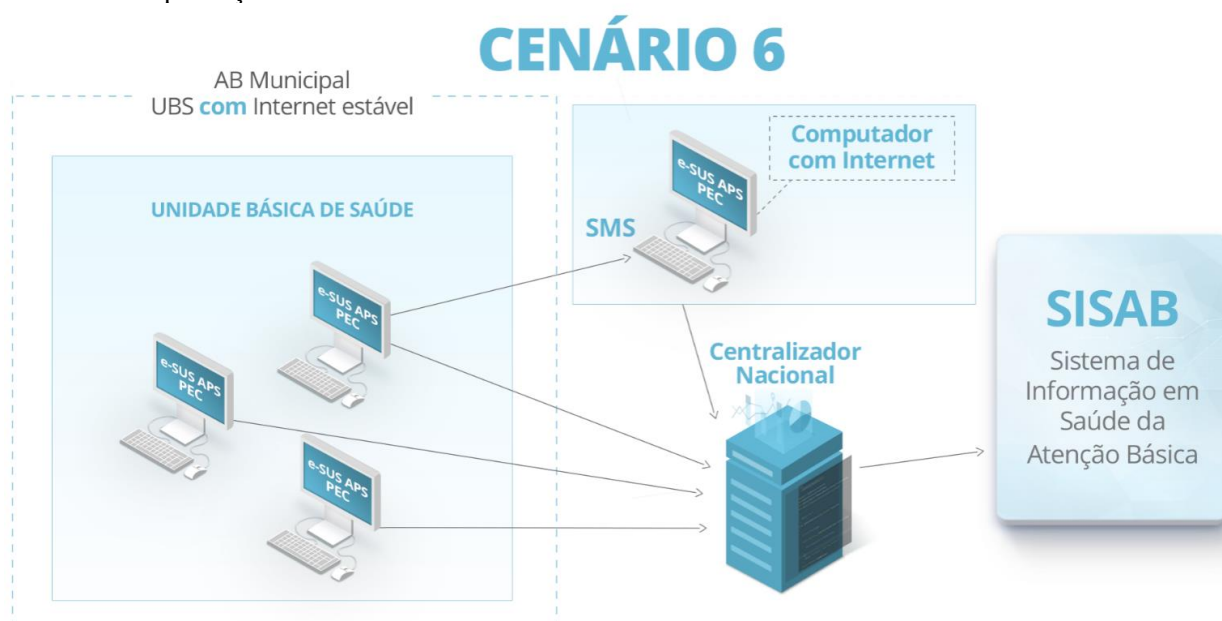 CENÁRIO 6
AB Municipal
UBS com Internet estável
UNIDADE BÁSICA DE SAÚDE
e-SUS APS
PEC
e-SUS APS
PEC
e-SUS APS
PEC
Computador
com Internet
e-SUS APS
PEC
SMS
Centralizador
Nacional
SISAB
Sistema de
Informação em
Saúde da
Atenção Básica